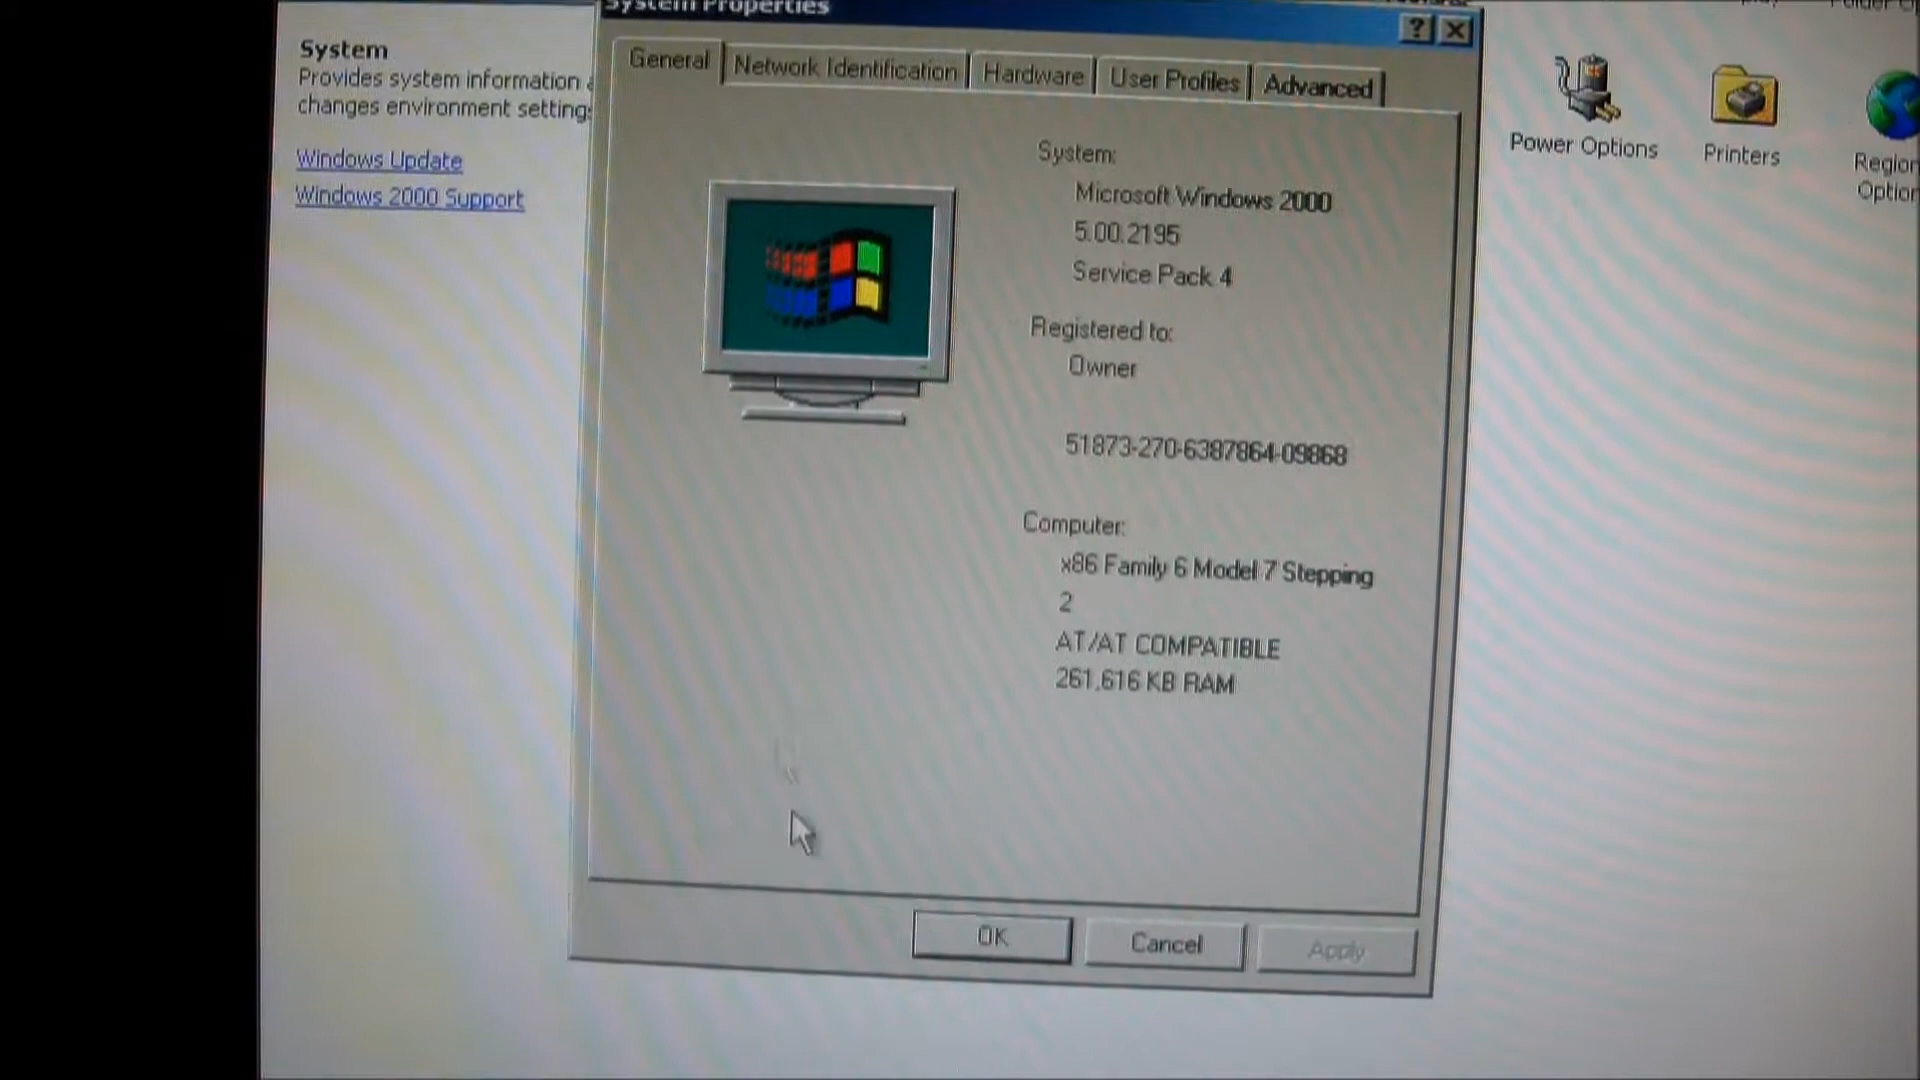 System Properties
System
Provides system information
changes environment setting
Windows Update
Windows 2000 Support
General
Network Identification
Hardware
User Profiles
Advanced
System:
Microsoft Windows 2000
5.00.2195
Service Pack 4
Registered to:
Owner
51873-270-6387864-09868
Computer:
x86 Family 6 Model 7 Stepping
2
AT/AT COMPATIBLE
261,616 KB RAM
OK
Cancel
Apply
Power Options
Printers
Region
Option